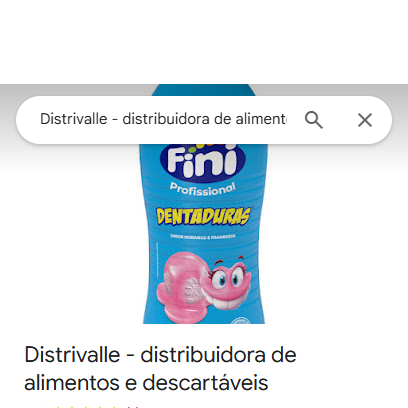 Distrivalle - distribuidora de aliment
Fini
Profissional
DENTADURAS
SABOR MORANGO E FRAMBOESA
Distrivalle - distribuidora de
alimentos e descartáveis